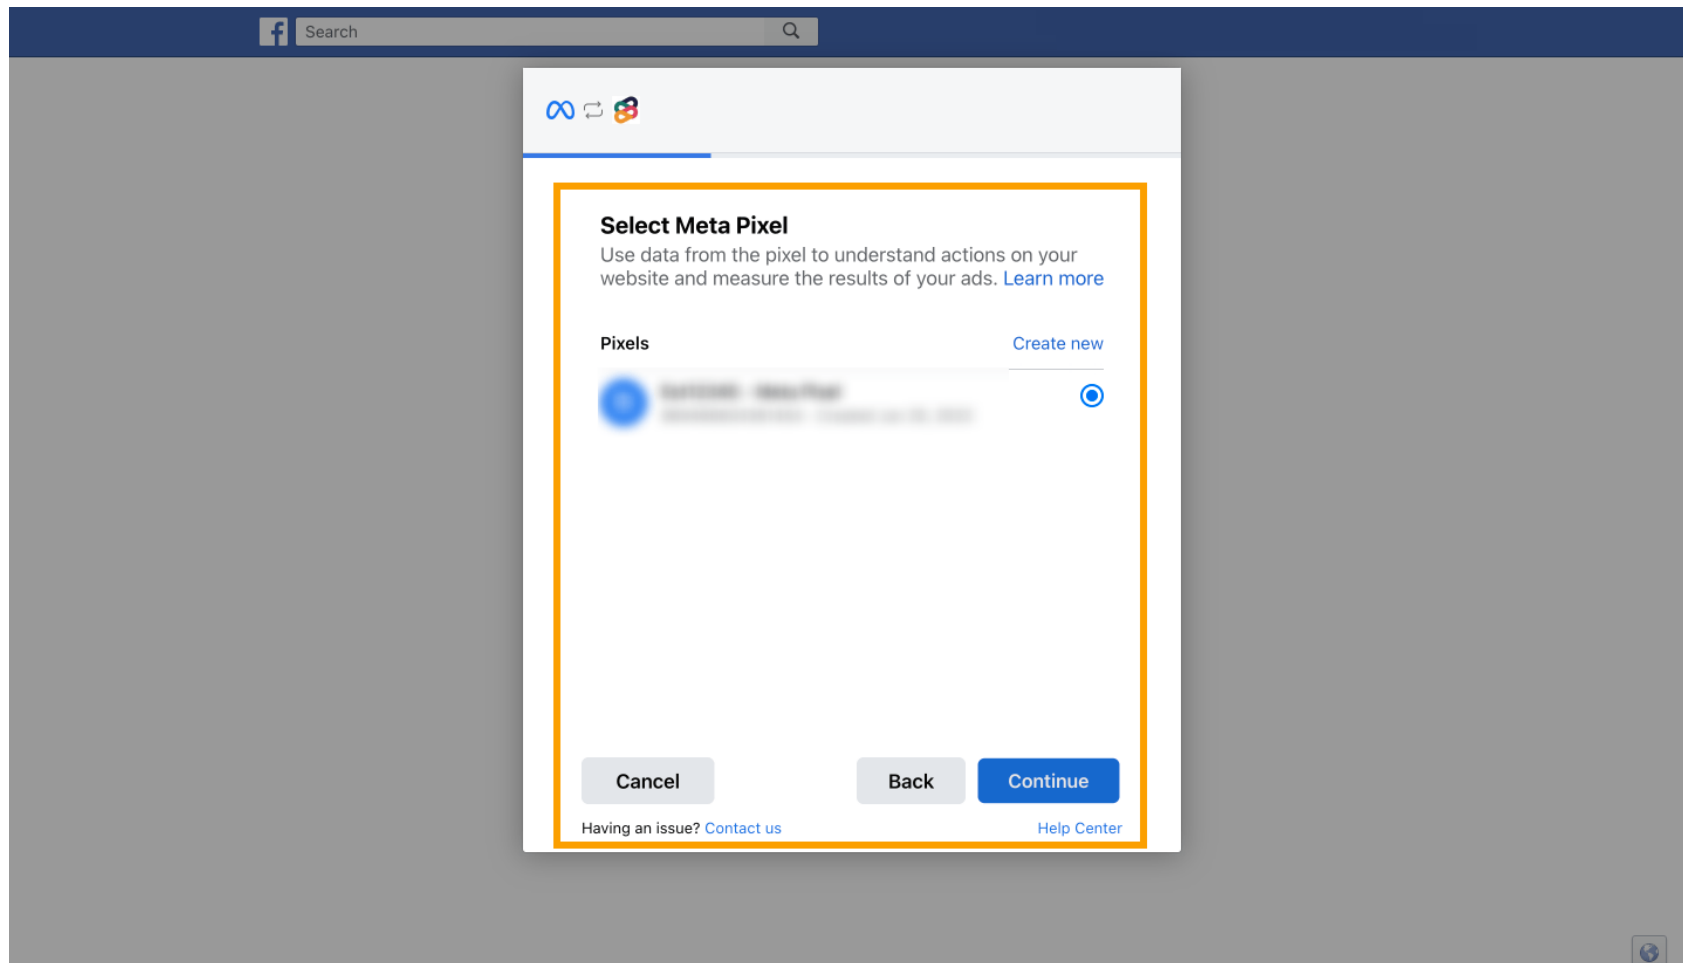 Search
Select Meta Pixel
Use data from the pixel to understand actions on your
website and measure the results of your ads. Learn more
Pixels Create new
Cancel Back Continue
Having an issue? Contact us Help Center